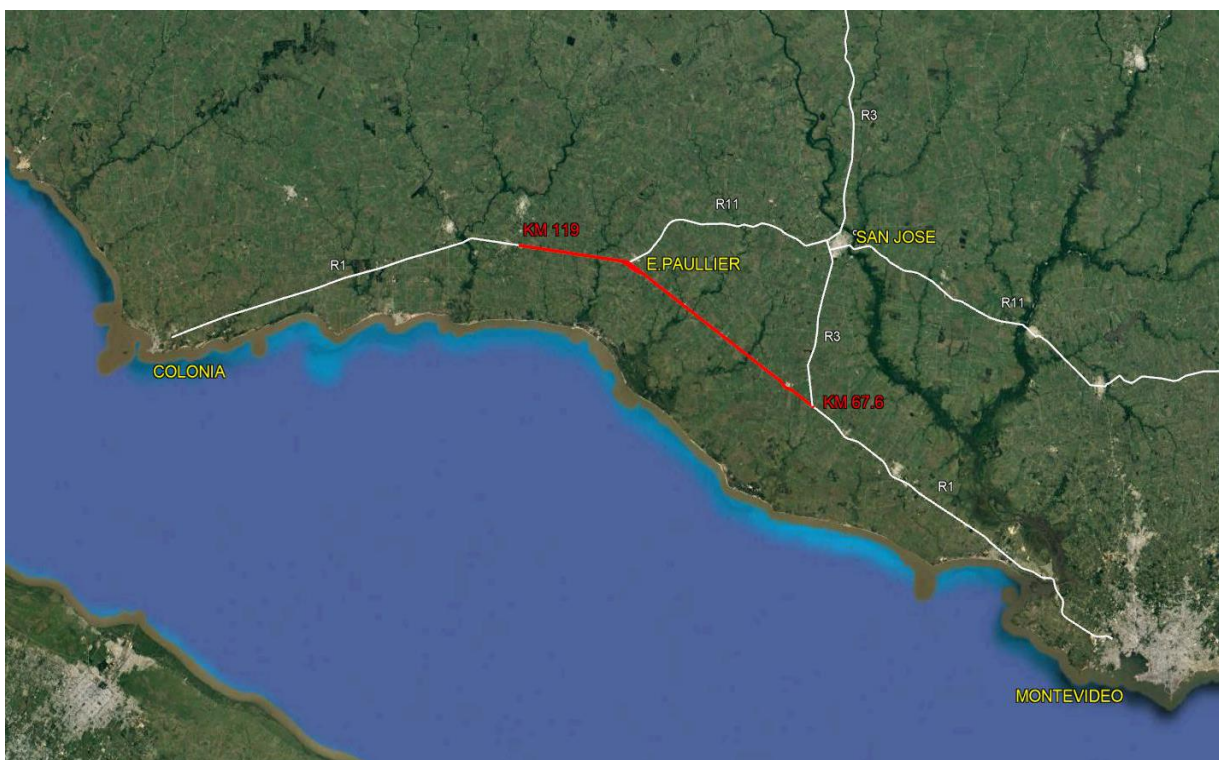 R3
R11
SAN JOSE
KM 119
E.PAULLIER
R1
R11
R3
COLONIA
KM 67.6
R1
MONTEVIDEO